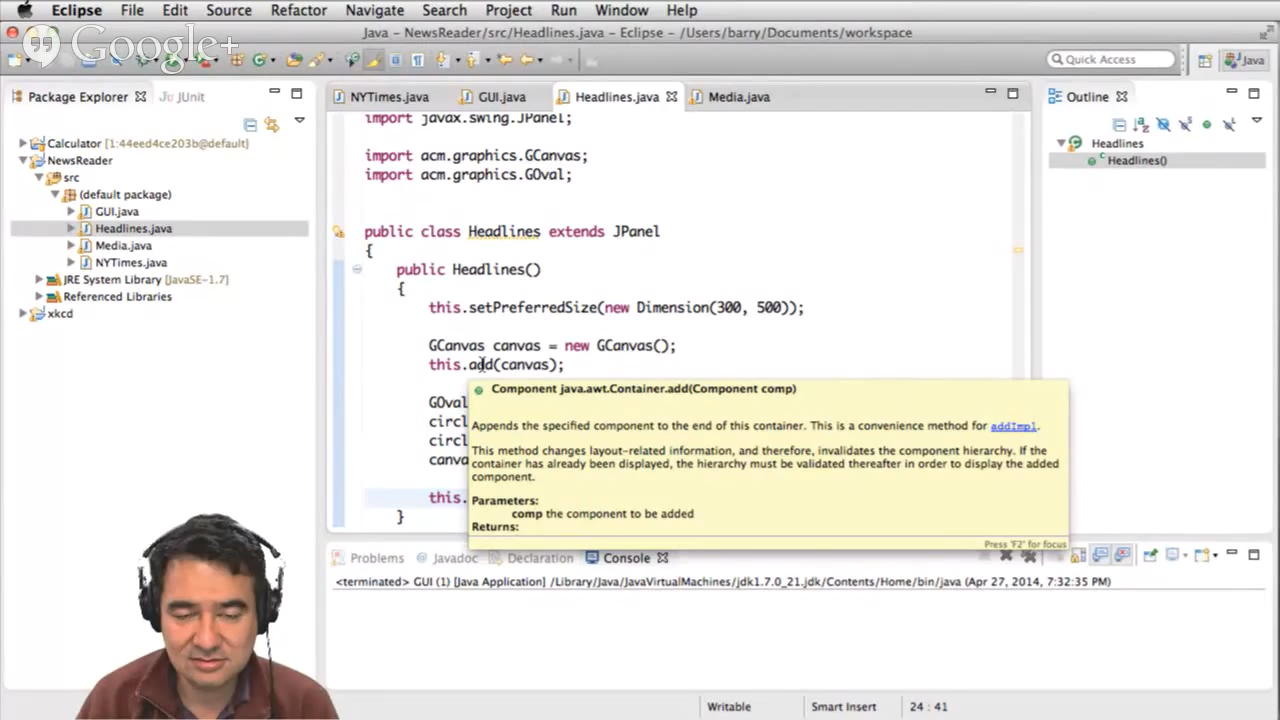 Eclipse File Edit Source Refactor Navigate Search Project Run Window Help
Java – NewsReader/src/Headlines.java – Eclipse – /Users/barry/Documents/workspace
Google+
Quick Access
Java
Package Explorer JUnit
NYTimes.java GUI.java Headlines.java Media.java
Outline
Calculator [1:44eed4ce203b@default]
NewsReader
src
(default package)
GUI.java
Headlines.java
Media.java
NYTimes.java
JRE System Library [JavaSE-1.7]
Referenced Libraries
xkcd
import javax.swing.JPanel;
import acm.graphics.GCanvas;
import acm.graphics.GOval;
public class Headlines extends JPanel
{
public Headlines()
{
this.setPreferredSize(new Dimension(300, 500));
GCanvas canvas = new GCanvas();
this.add(canvas);
GOval
circl
circl
canva
this.
}
Component java.awt.Container.add(Component comp)
Appends the specified component to the end of this container. This is a convenience method for addImpl.
This method changes layout-related information, and therefore, invalidates the component hierarchy. If the
container has already been displayed, the hierarchy must be validated thereafter in order to display the added
component.
Parameters:
comp the component to be added
Returns:
Press 'F2' for focus
Headlines
Headlines()
Problems @ Javadoc Declaration Console
<terminated> GUI (1) [Java Application] /Library/Java/JavaVirtualMachines/jdk1.7.0_21.jdk/Contents/Home/bin/java (Apr 27, 2014, 7:32:35 PM)
Writable Smart Insert 24 : 41